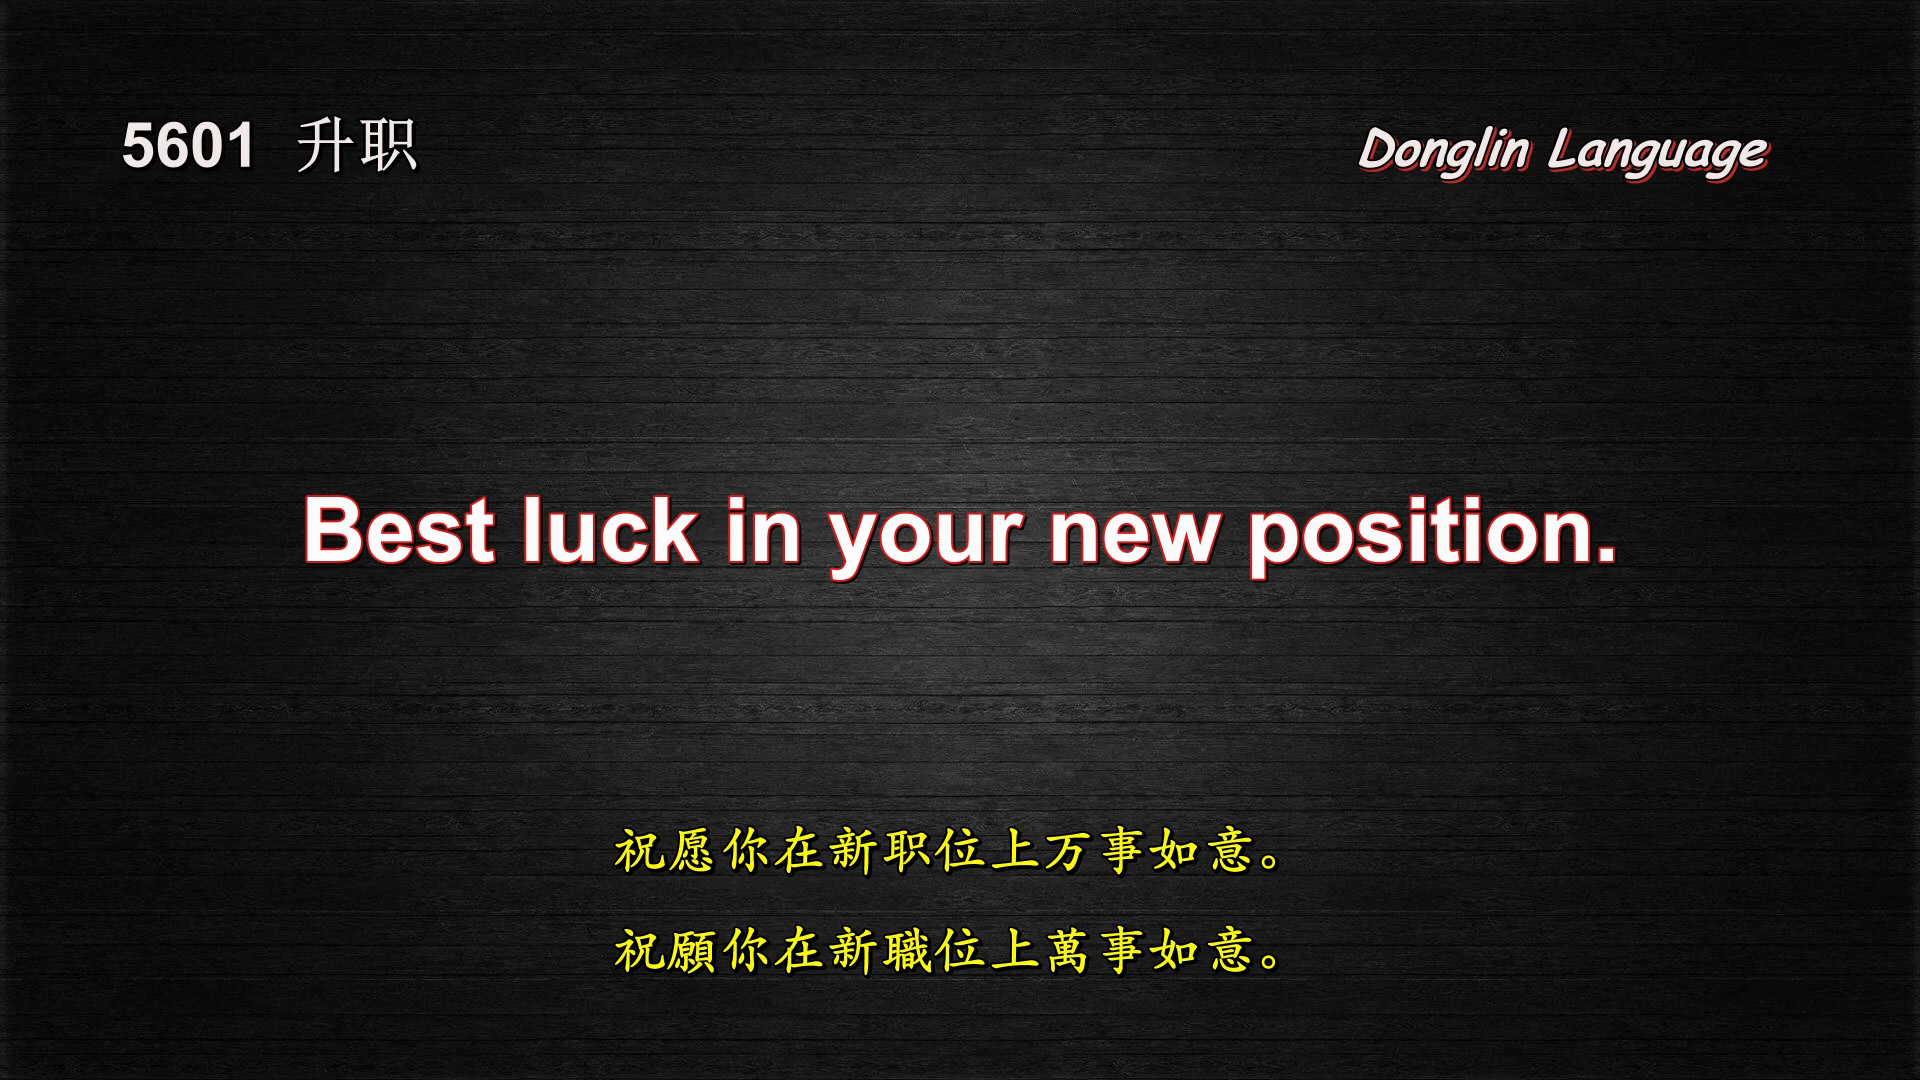 5601 升职
Donglin Language
Best luck in your new position.
祝愿你在新职位上万事如意。
祝願你在新職位上萬事如意。